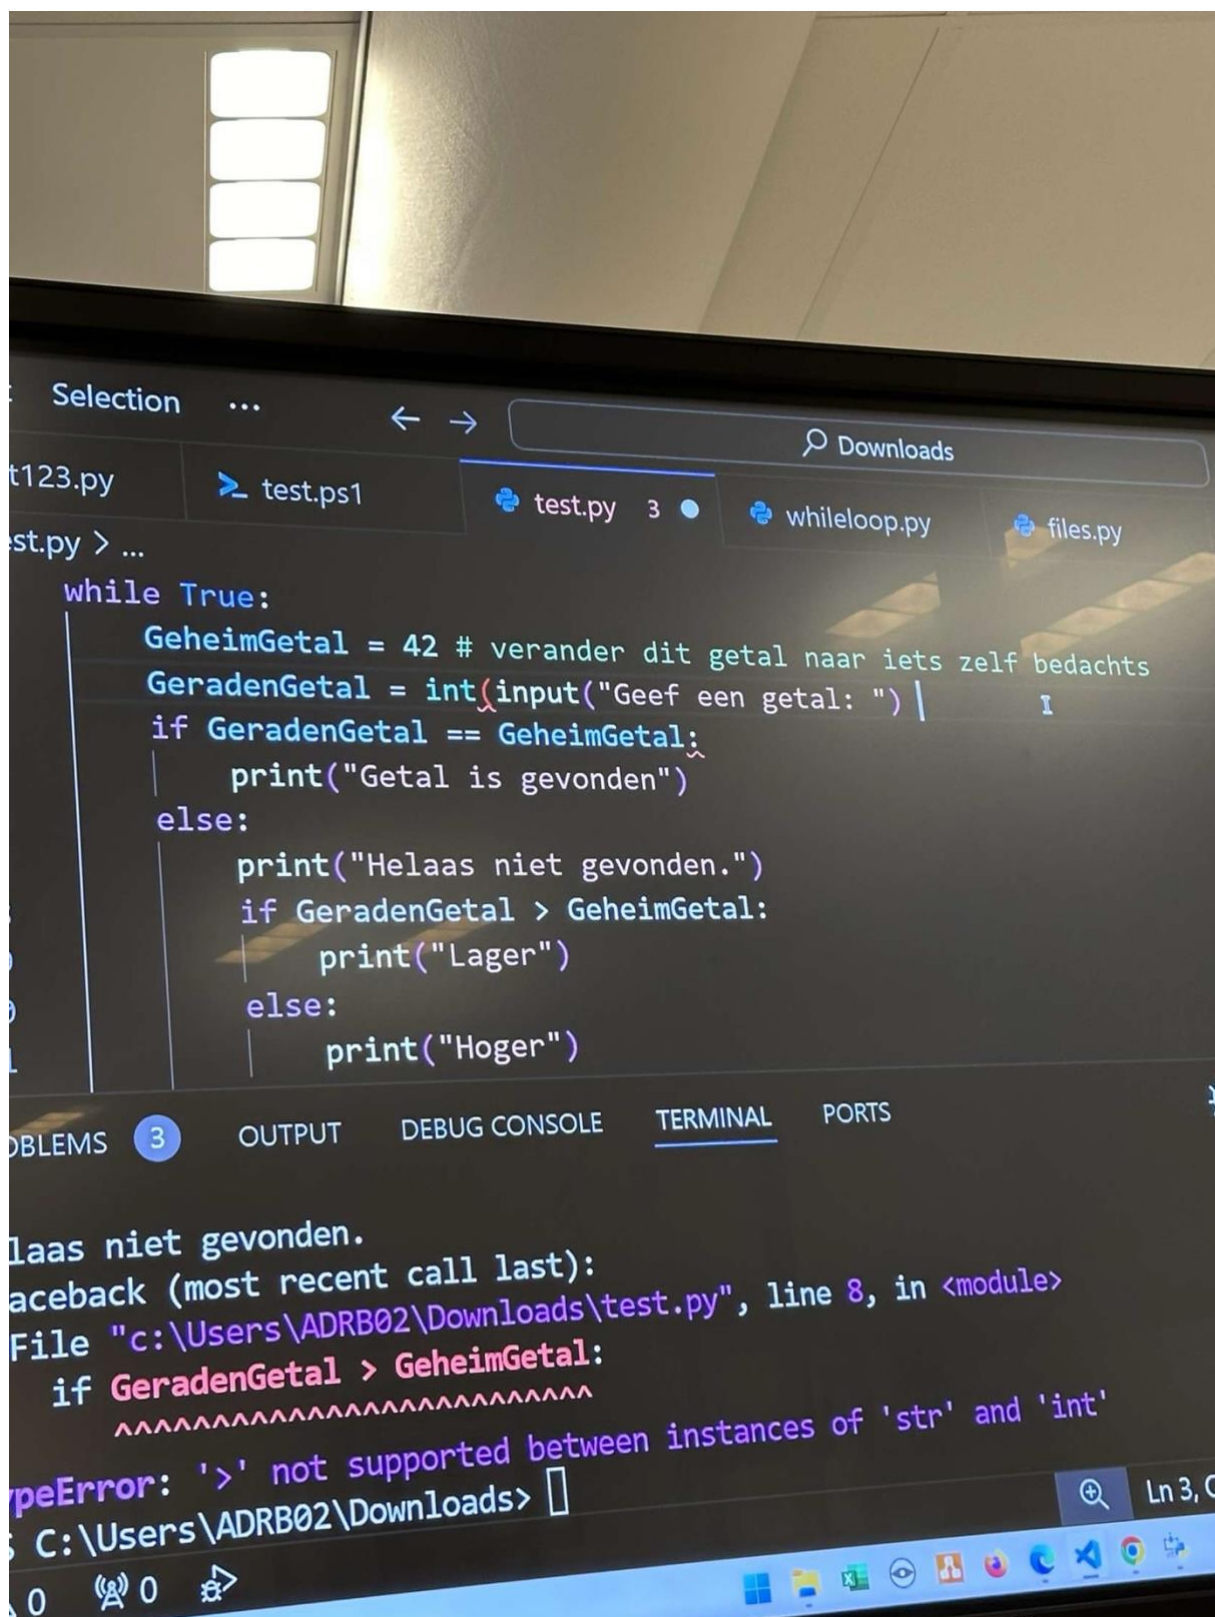 Selection ...
← → Downloads
t123.py test.ps1 test.py 3 whileloop.py files.py
st.py > ...
while True:
GeheimGetal = 42 # verander dit getal naar iets zelf bedachts
GeradenGetal = int(input("Geef een getal: ")
if GeradenGetal == GeheimGetal:
print("Getal is gevonden")
else:
print("Helaas niet gevonden.")
if GeradenGetal > GeheimGetal:
print("Lager")
else:
print("Hoger")
OBLEMS 3 OUTPUT DEBUG CONSOLE TERMINAL PORTS
laas niet gevonden.
aceback (most recent call last):
File "c:\Users\ADRB02\Downloads\test.py", line 8, in <module>
if GeradenGetal > GeheimGetal:
^^^^^^^^^^^^^^^^^^^^^^^^^^
ypeError: '>' not supported between instances of 'str' and 'int'
C:\Users\ADRB02\Downloads>
Ln 3,
0 0